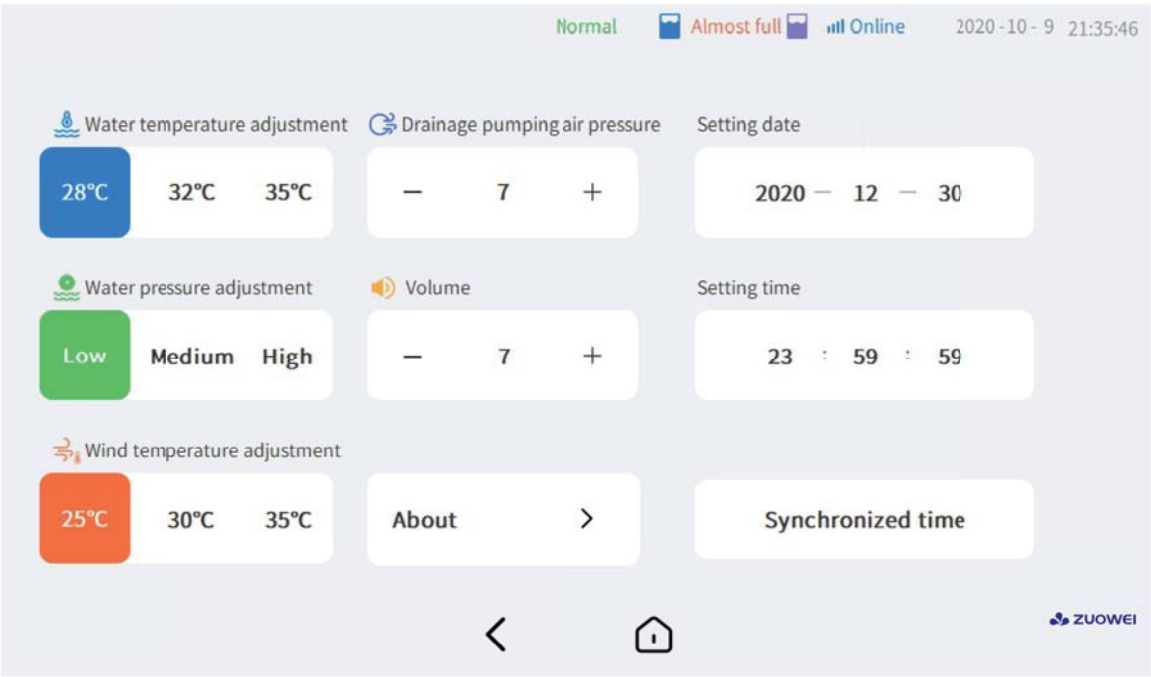 Normal Almost full Online 2020-10-9 21:35:46
Water temperature adjustment Drainage pumping air pressure Setting date
28°C 32°C 35°C — 7 + 2020 — 12 — 30
Water pressure adjustment Volume Setting time
Low Medium High — 7 + 23 : 59 : 59
Wind temperature adjustment
25°C 30°C 35°C About > Synchronized time
ZUOWEI